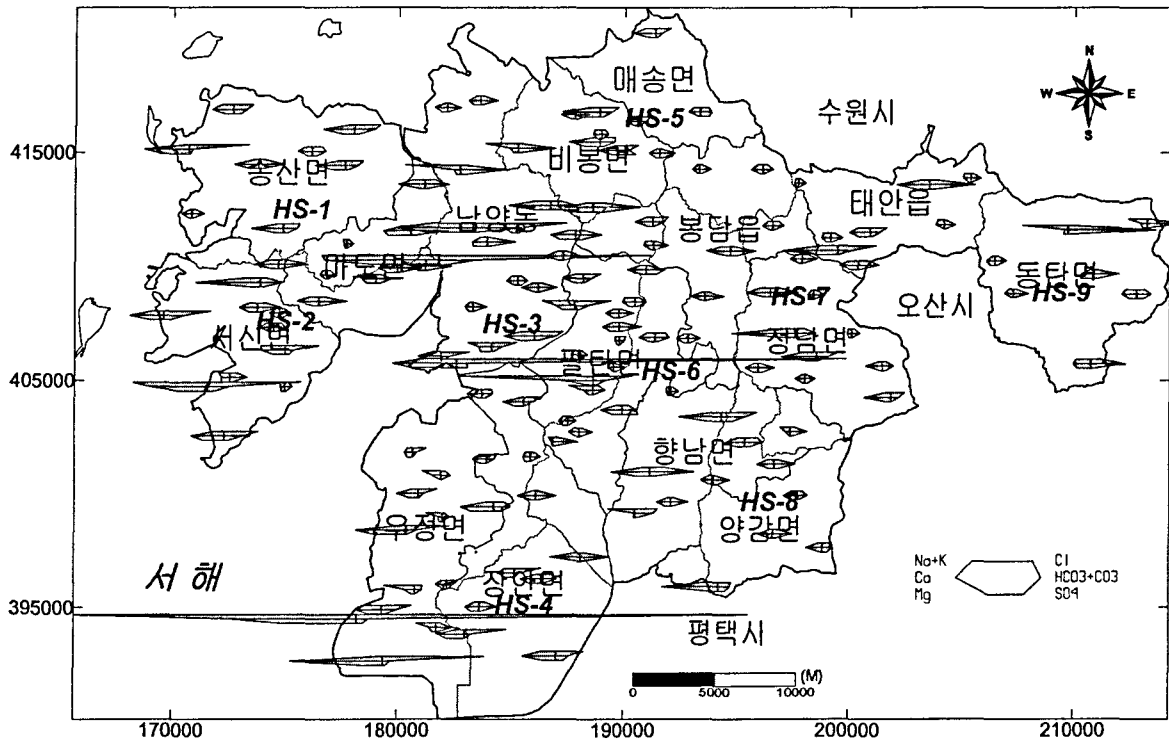 N
W E
S
매송면
수원시
HS-5
415000
비봉면
송산면
태안읍
HS-1
남양동
봉담읍
마도면
동탄면
HS-7
HS-9
오산시
HS-2
서신면
HS-3
정남면
405000
팔탄면
HS-6
향남면
HS-8
우정면
양감면
Na+K Cl
Ca HCO3+CO3
Mg SO4
서해
장안면
395000
HS-4
평택시
(M)
0 5000 10000
170000 180000 190000 200000 210000